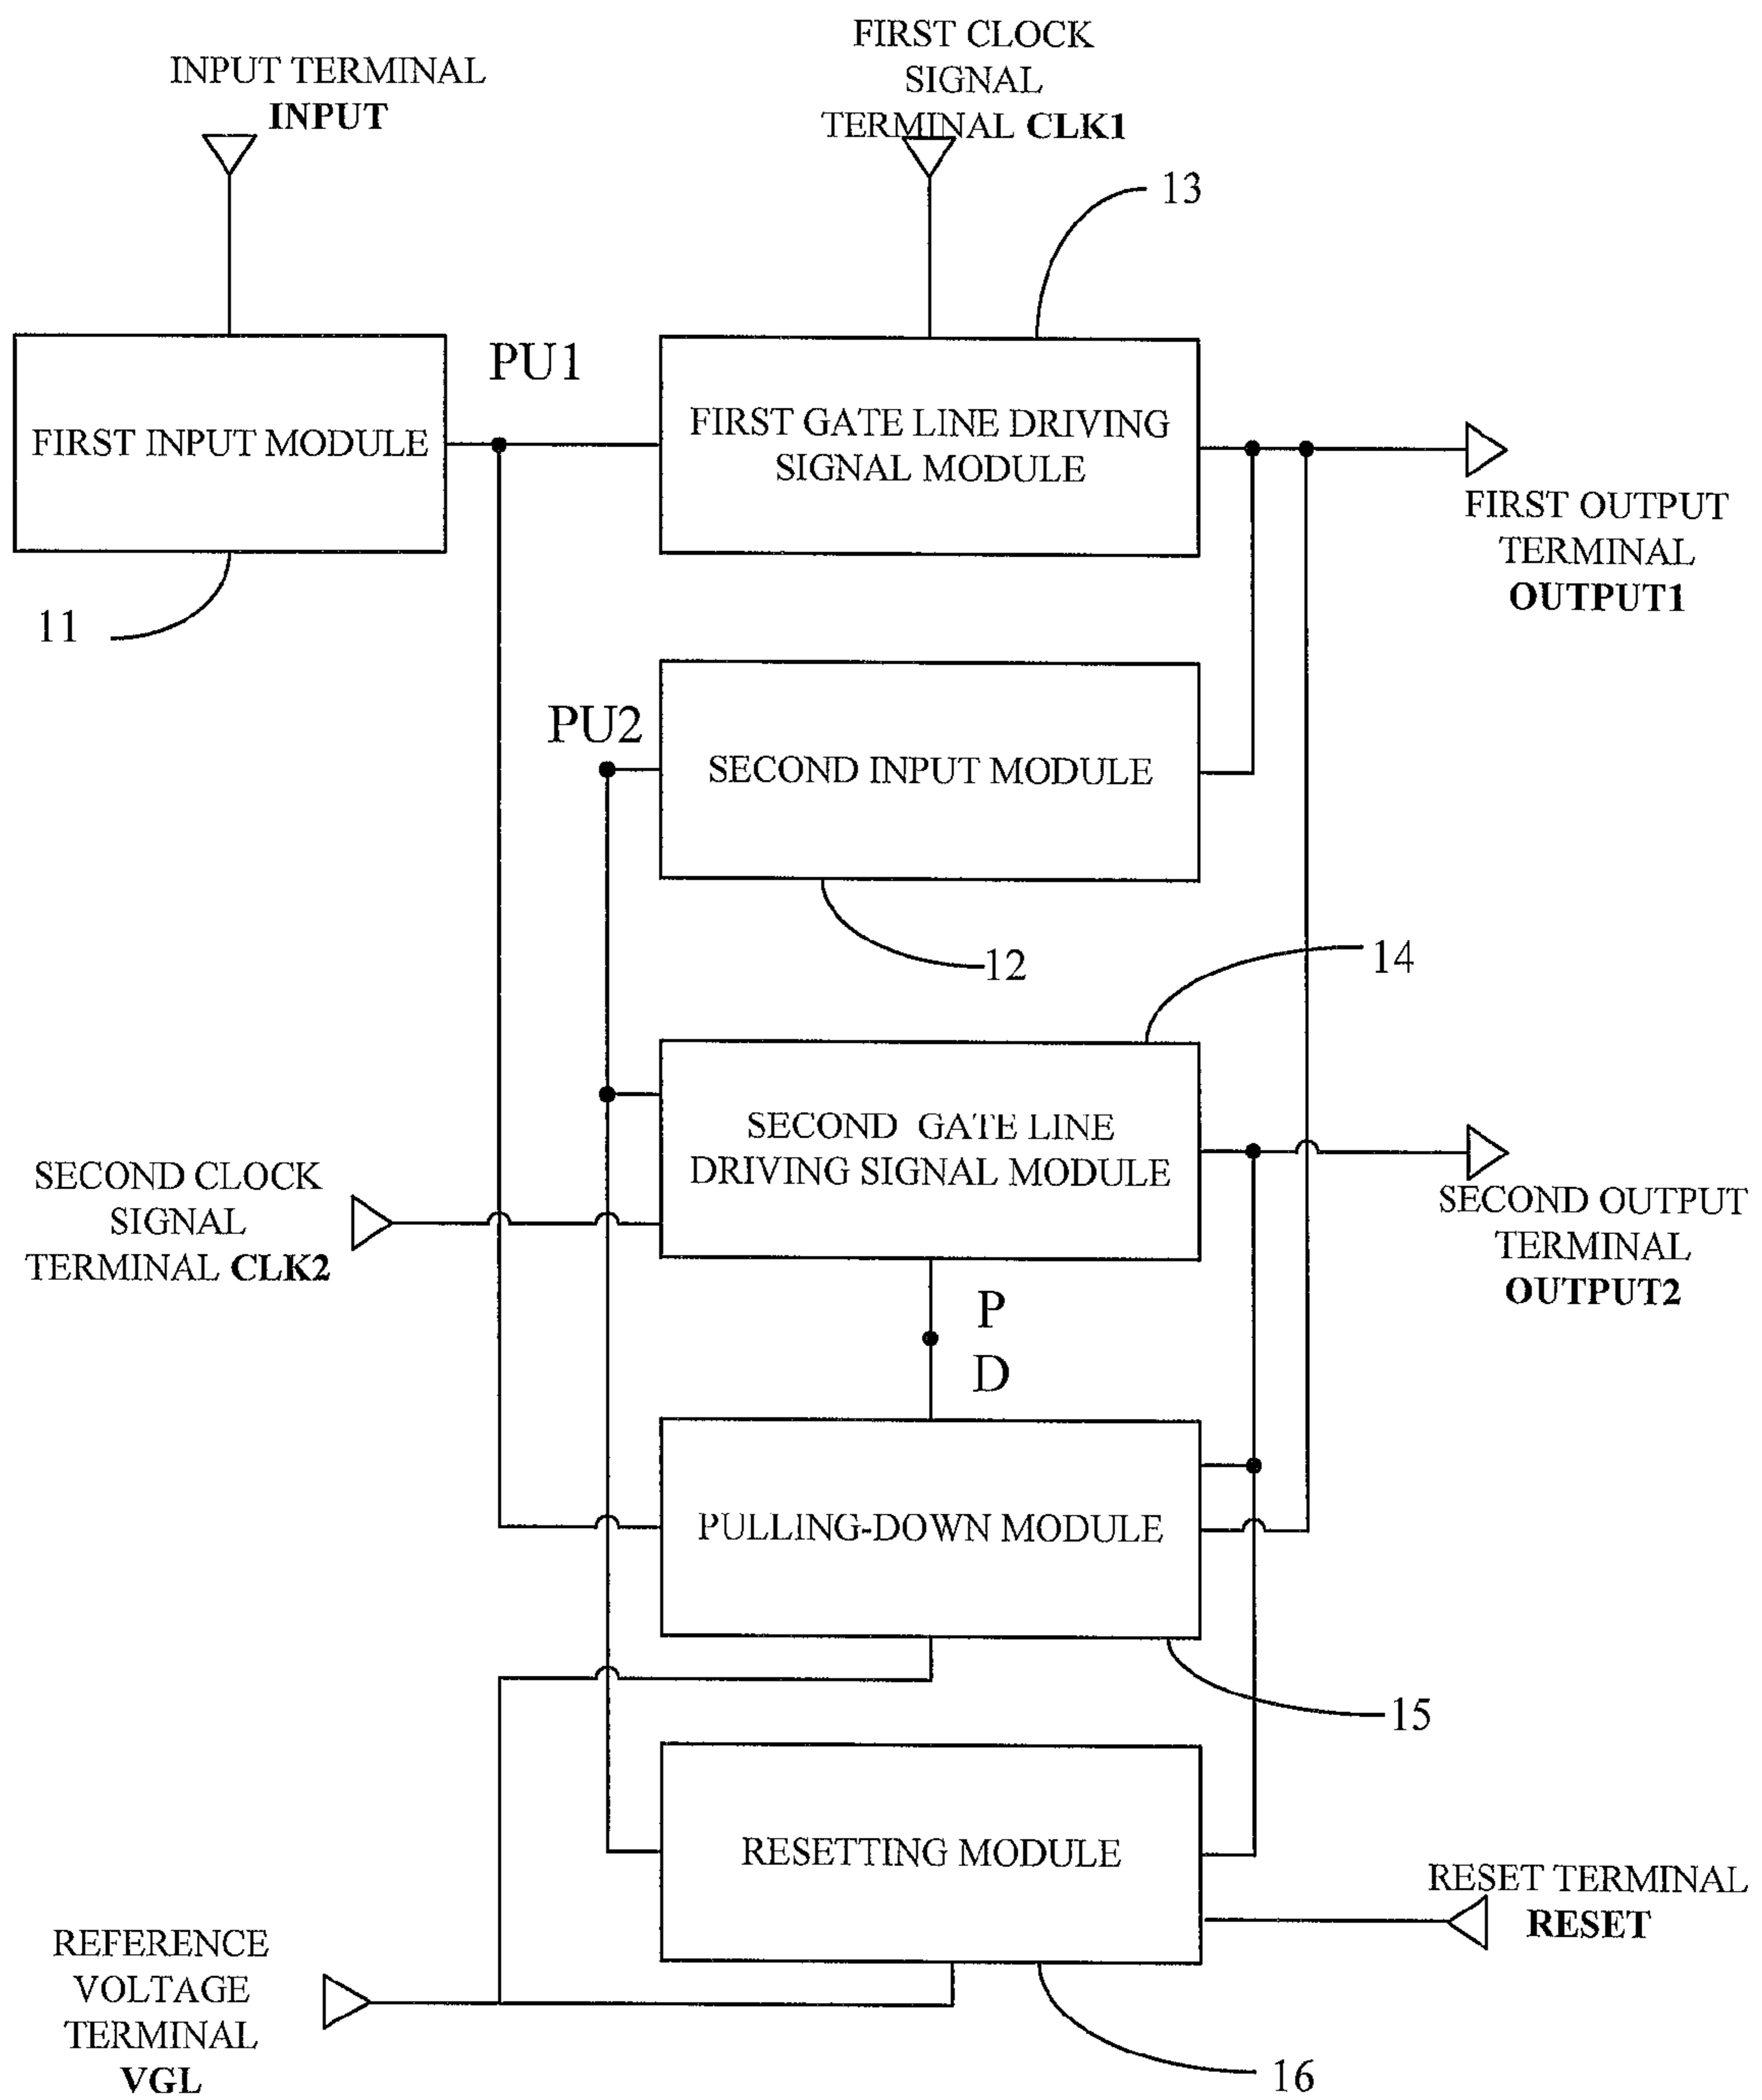 INPUT TERMINAL
INPUT
FIRST CLOCK
SIGNAL
TERMINAL CLK1
13
PU1
FIRST INPUT MODULE
FIRST GATE LINE DRIVING
SIGNAL MODULE
FIRST OUTPUT
TERMINAL
OUTPUT1
11
PU2
SECOND INPUT MODULE
12
14
SECOND GATE LINE
DRIVING SIGNAL MODULE
SECOND CLOCK
SIGNAL
TERMINAL CLK2
SECOND OUTPUT
TERMINAL
OUTPUT2
P
D
PULLING-DOWN MODULE
15
RESETTING MODULE
RESET TERMINAL
RESET
REFERENCE
VOLTAGE
TERMINAL
VGL
16